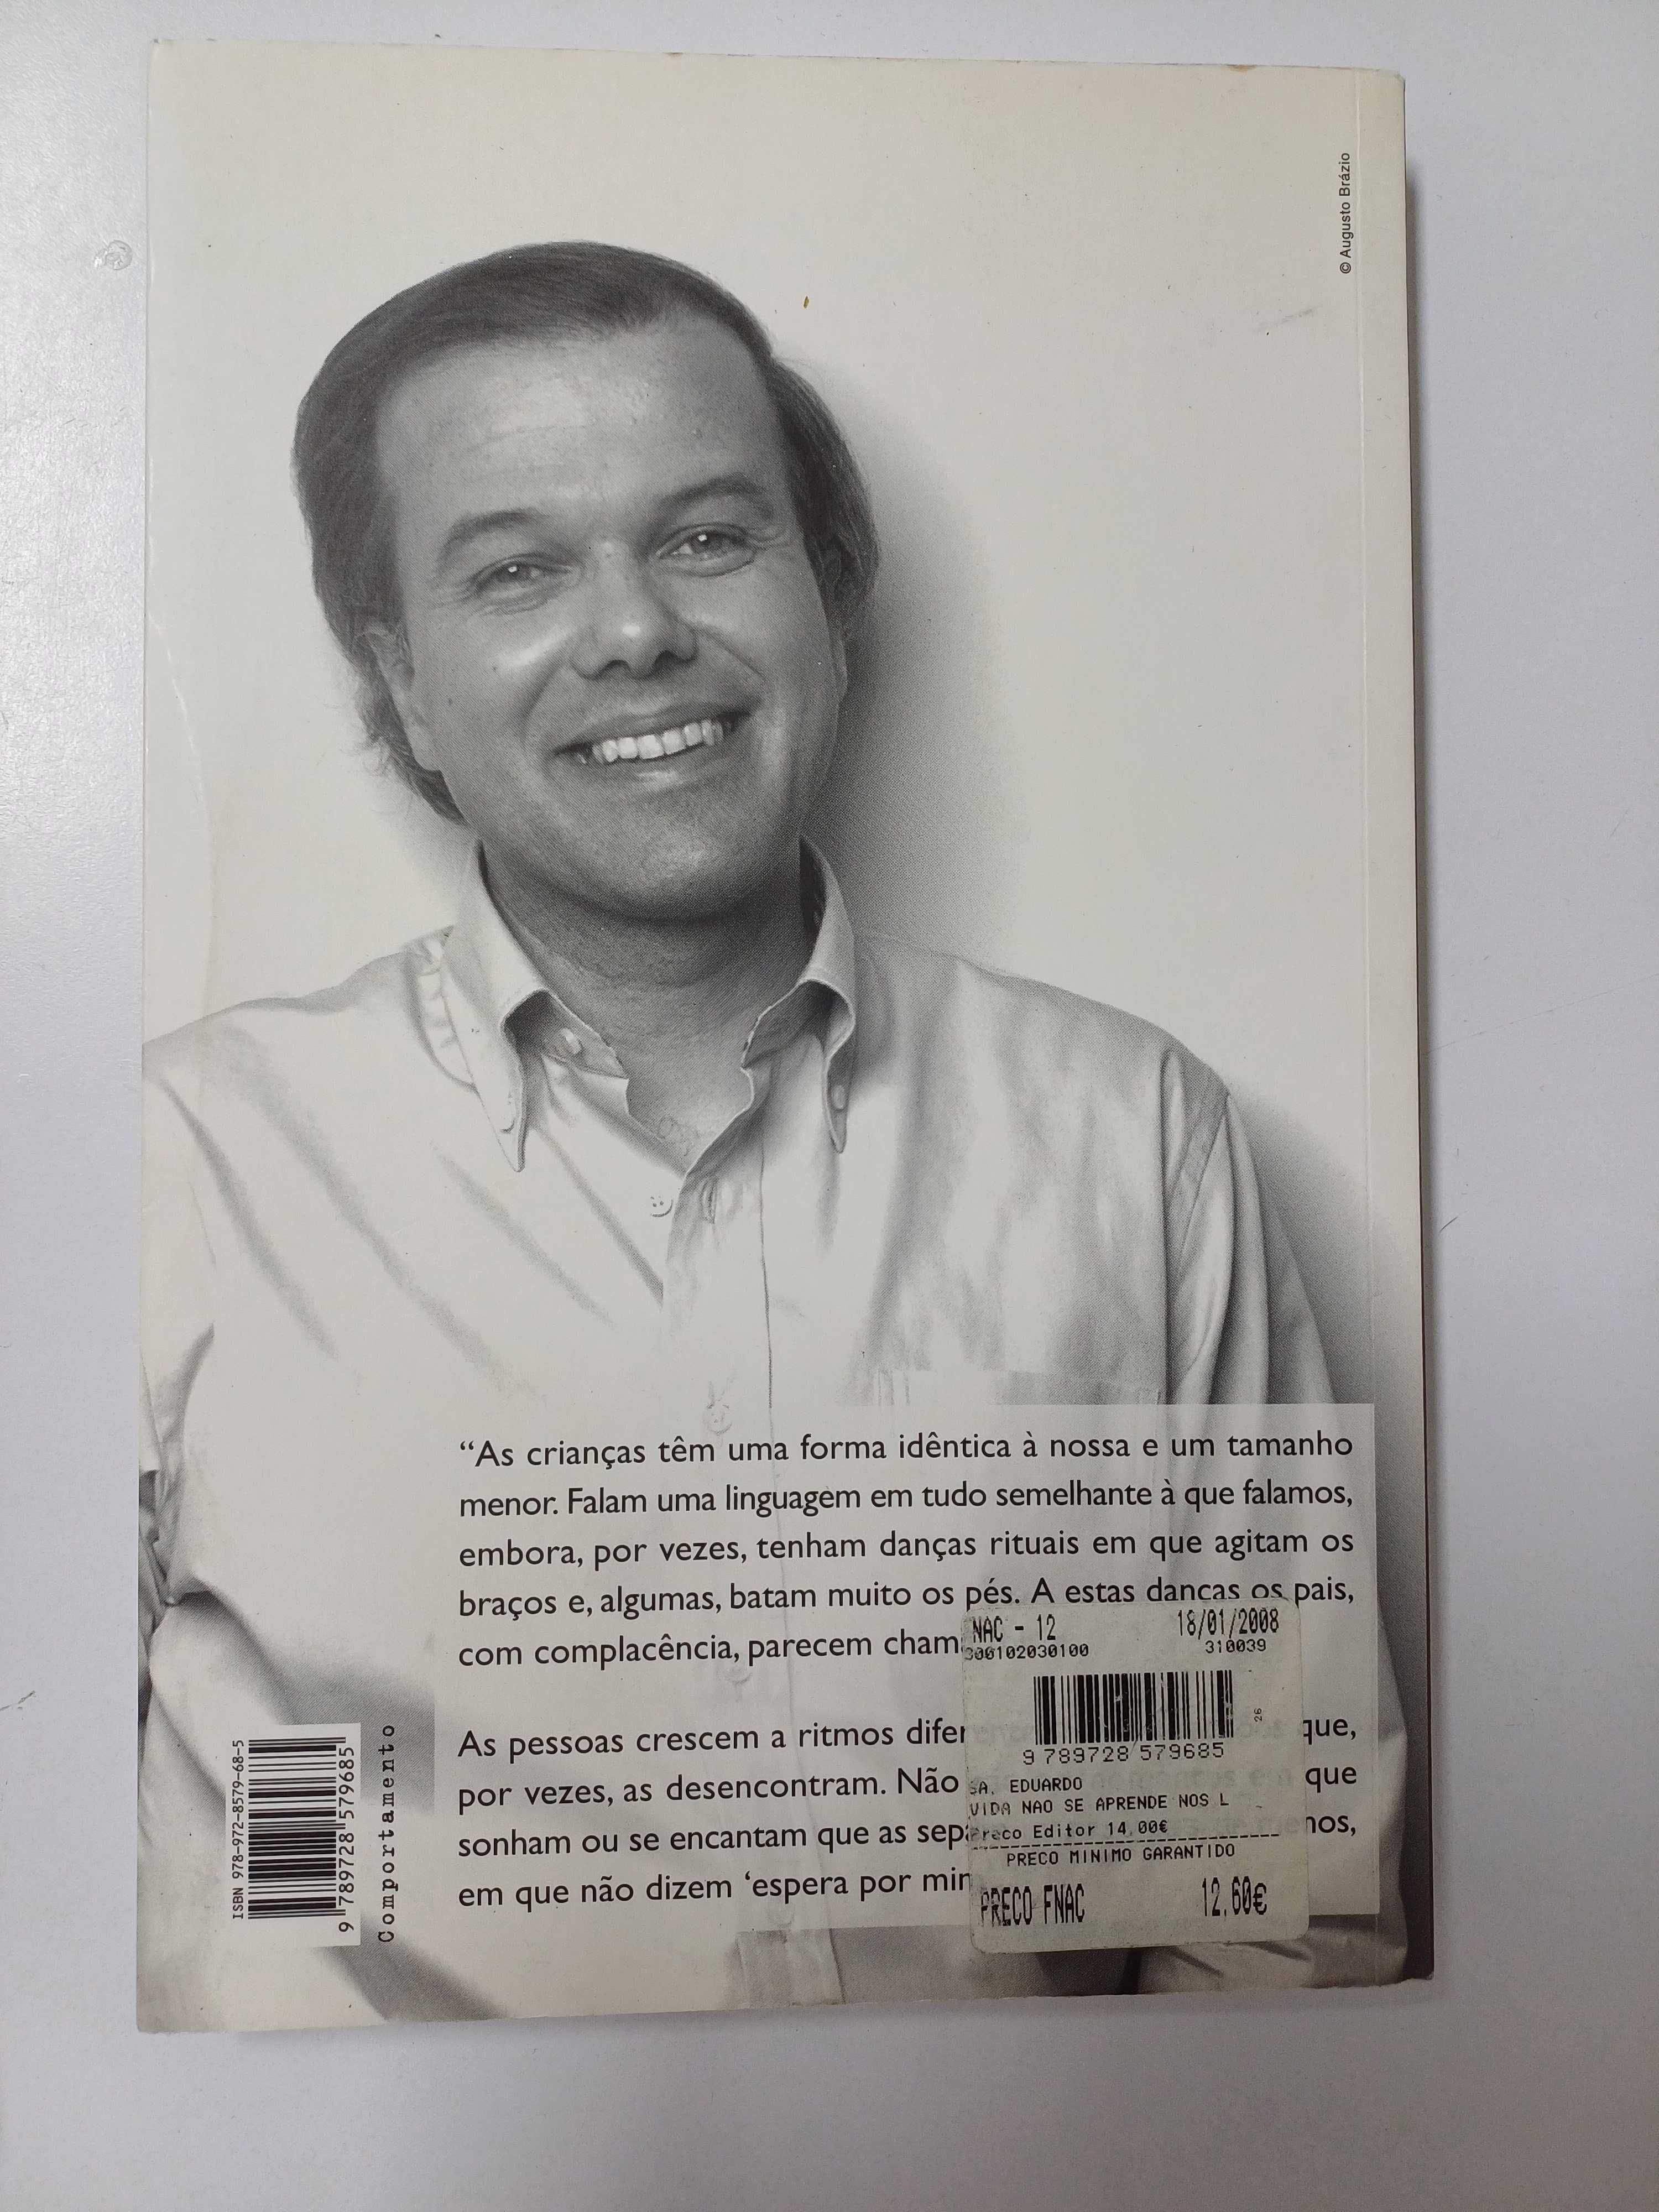 © Augusto Brázio
“As crianças têm uma forma idêntica à nossa e um tamanho
menor. Falam uma linguagem em tudo semelhante à que falamos,
embora, por vezes, tenham danças rituais em que agitam os
braços e, algumas, batam muito os pés. A estas danças os pais,
com complacência, parecem cham
As pessoas crescem a ritmos difer que,
por vezes, as desencontram. Não que
sonham ou se encantam que as sep nos,
em que não dizem ‘espera por mim
NAC - 12 18/01/2008
300102030100 310039
26
9 789728 579685
SA, EDUARDO
VIDA NAO SE APRENDE NOS L
Preco Editor 14,00€
PRECO MINIMO GARANTIDO
PRECO FNAC 12,60€
ISBN 978-972-8579-68-5
9 789728 579685
Comportamento